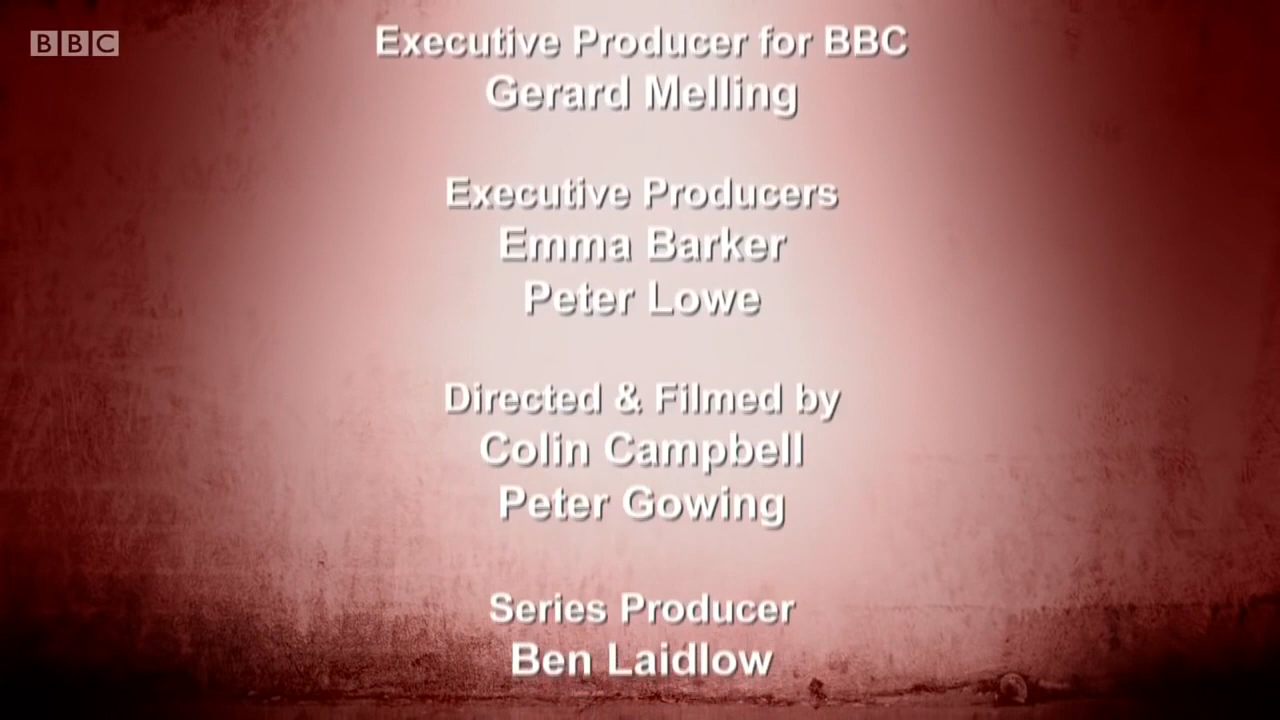 BBC
Executive Producer for BBC
Gerard Melling
Executive Producers
Emma Barker
Peter Lowe
Directed & Filmed by
Colin Campbell
Peter Gowing
Series Producer
Ben Laidlow